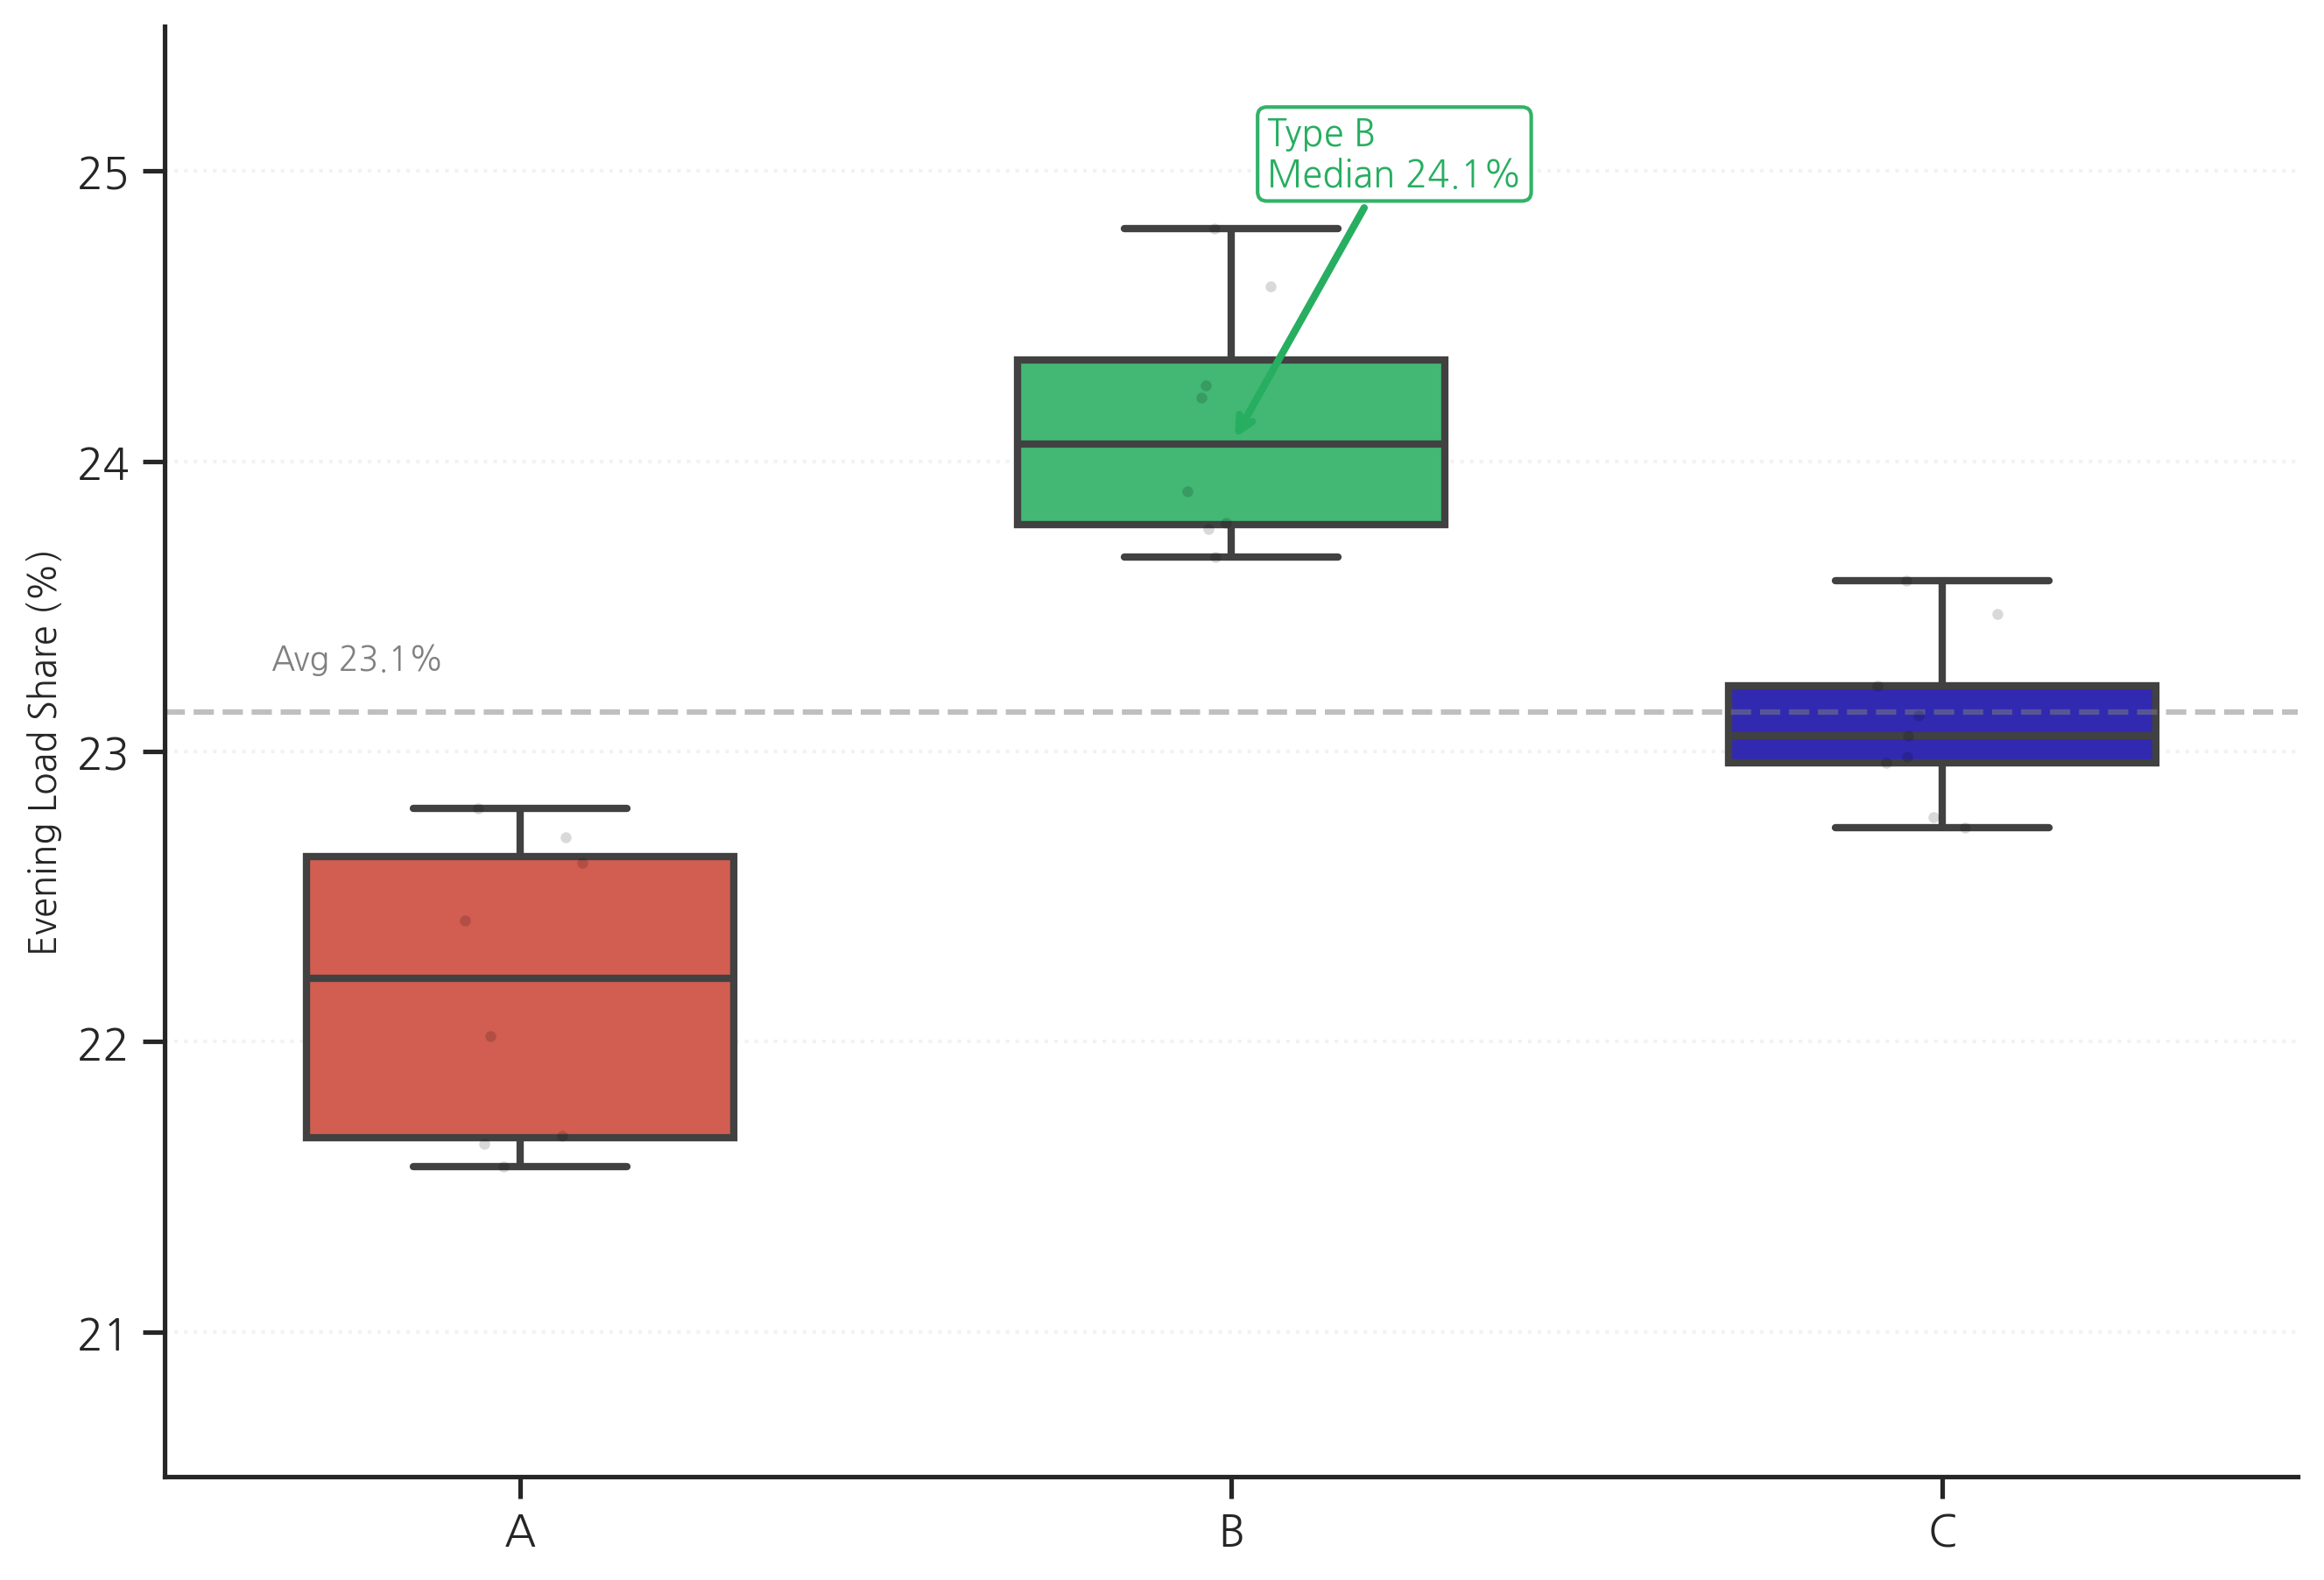 Type B
Median 24.1%
25
24
Avg 23.1%
23
22
21
Evening Load Share (%)
A
B
C